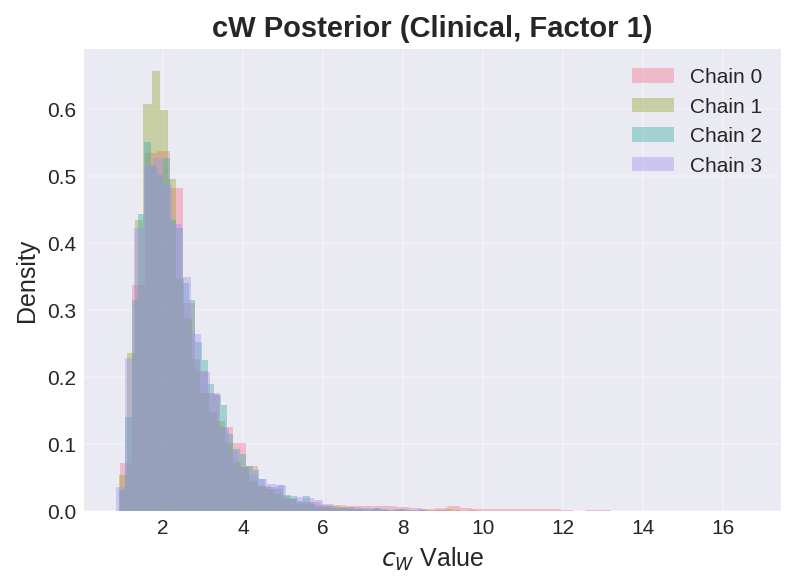 cW Posterior (Clinical, Factor 1)
Chain 0
Chain 1
Chain 2
Chain 3
Density
0.6
0.5
0.4
0.3
0.2
0.1
0.0
2 4 6 8 10 12 14 16
c_W Value